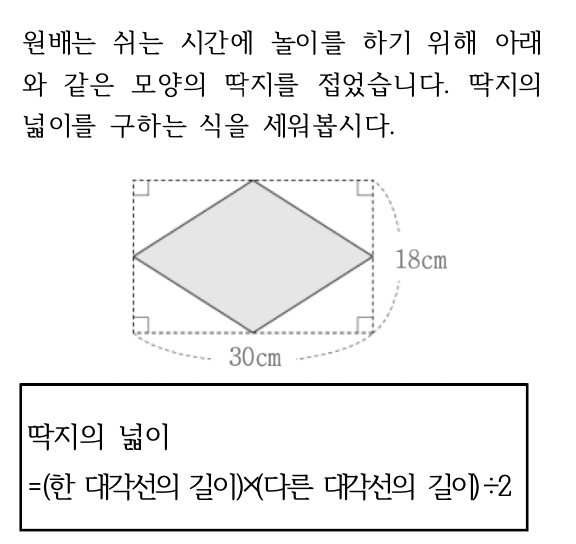 원배는 쉬는 시간에 놀이를 하기 위해 아래
와 같은 모양의 딱지를 접었습니다. 딱지의
넓이를 구하는 식을 세워봅시다.
18cm
30cm
딱지의 넓이
=(한 대각선의 길이)×(다른 대각선의 길이)÷2